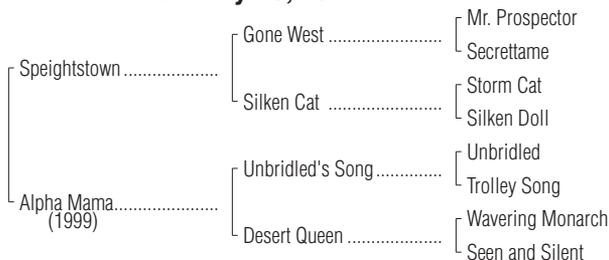 Mr. Prospector
Gone West
Secrettame
Speightstown
Storm Cat
Silken Cat
Silken Doll
Unbridled
Unbridled's Song
Trolley Song
Alpha Mama
(1999)
Wavering Monarch
Desert Queen
Seen and Silent